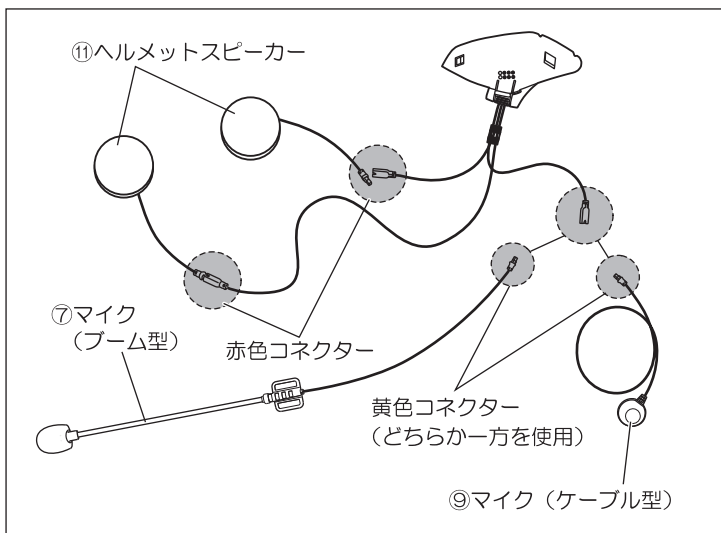 ⑪ヘルメットスピーカー
⑦マイク
（ブーム型）
赤色コネクター
黄色コネクター
（どちらか一方を使用）
⑨マイク（ケーブル型）